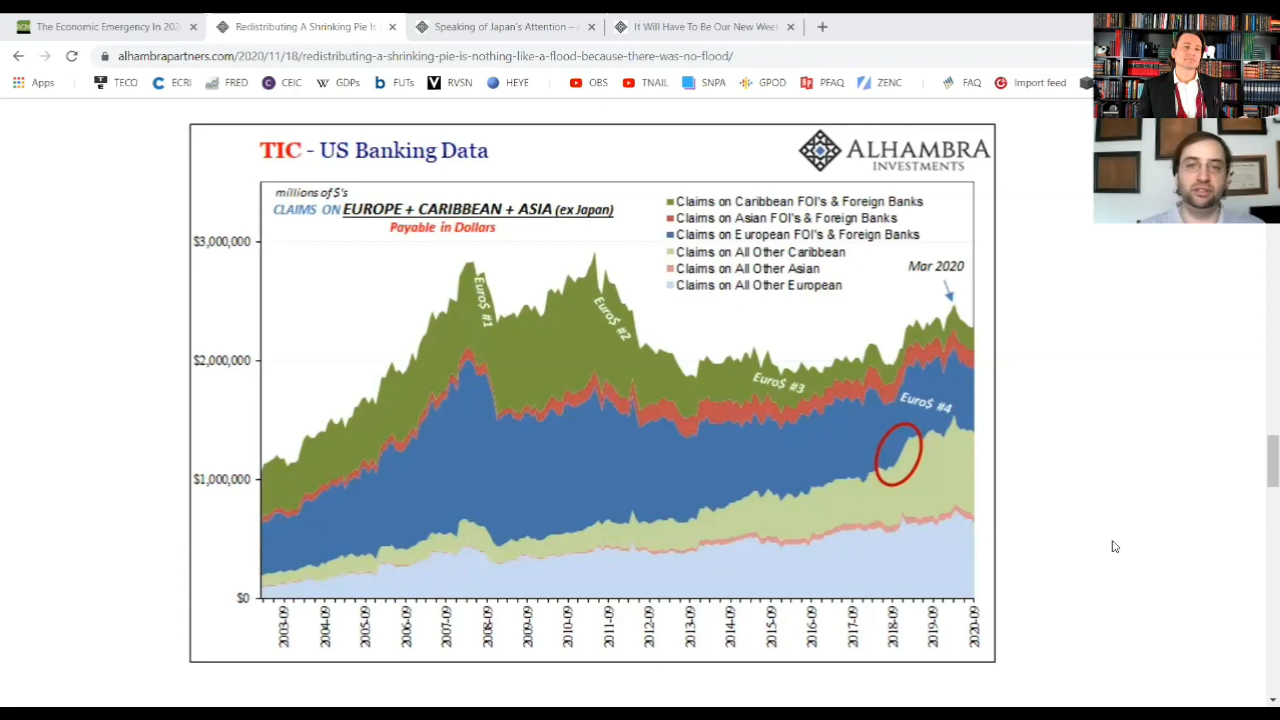 The Economic Emergency In 202
Redistributing A Shrinking Pie Is
Speaking of Japan's Attention –
It Will Have To Be Our New Week
alhambrapartners.com/2020/11/18/redistributing-a-shrinking-
-because-there-was-no-flood/
Apps
TECO
ECRI
FRED
CEIC
GDPs
RVSN
OBS
TNAIL
SNPA
GPOD
PFAQ
ZENC
FAQ
Import feed
TIC - US Banking Data
ALHAMBRA
INVESTMENTS
millions of $'s
CLAIMS ON EUROPE + CARIBBEAN + ASIA (ex Japan)
Payable in Dollars
Claims on Caribbean FOI's & Foreign Banks
Claims on Asian FOI's & Foreign Banks
Claims on European FOI's & Foreign Banks
Claims on All Other Caribbean
Claims on All Other Asian
Claims on All Other European
Mar 2020
$3,000,000
$2,000,000
$1,000,000
$0
Euro$ #1
Euro$ #2
Euro$ #3
Euro$ #4
2003-09
2004-09
2005-09
2006-09
2007-09
2008-09
2009-09
2010-09
2011-09
2012-09
2013-09
2014-09
2015-09
2016-09
2017-09
2018-09
2019-09
2020-09